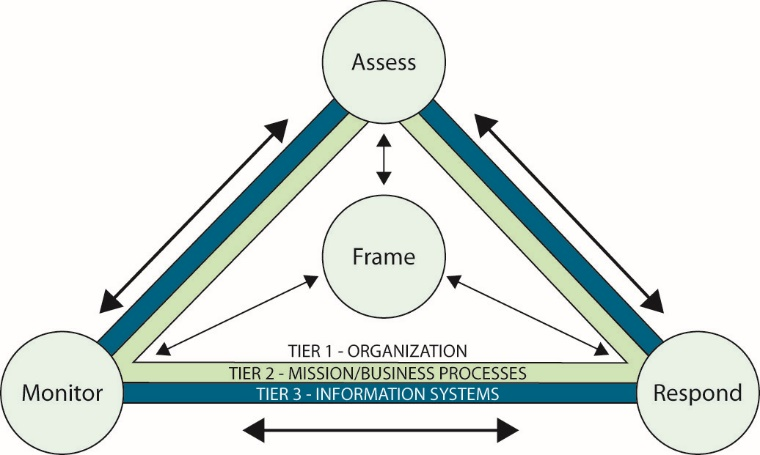 Assess
Frame
TIER 1 - ORGANIZATION
TIER 2 - MISSION/BUSINESS PROCESSES
Monitor
Respond
TIER 3 - INFORMATION SYSTEMS